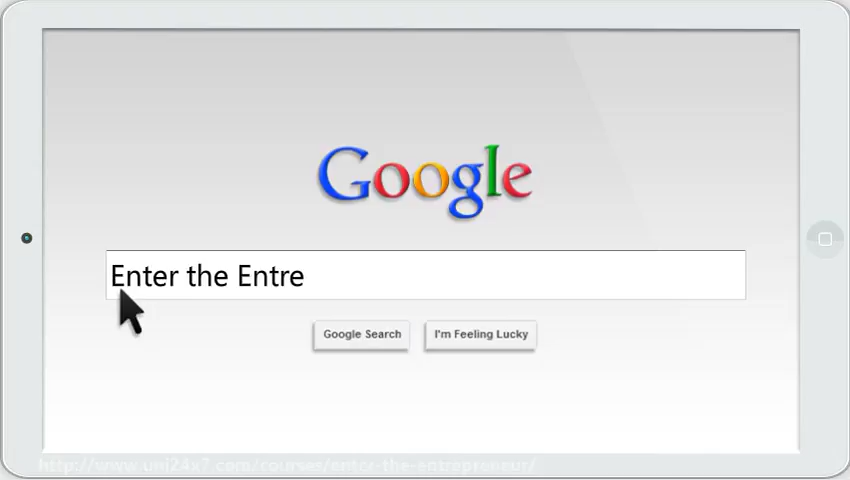 Google
Enter the Entre
Google Search
I'm Feeling Lucky
http://www.uni24x7.com/courses/enter-the-entrepreneur/